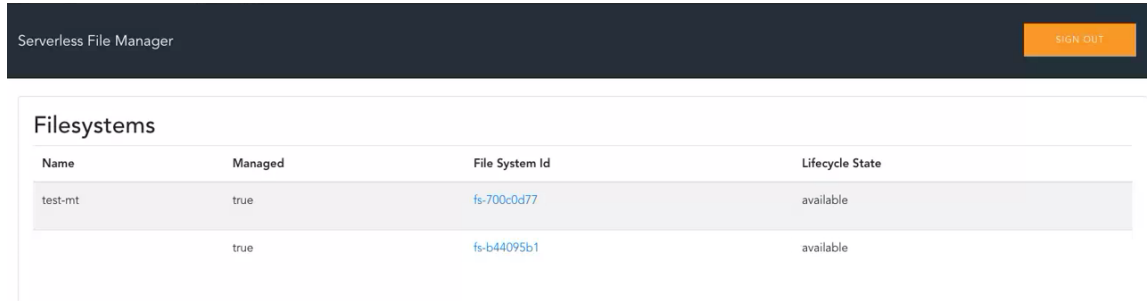 Serverless File Manager SIGN OUT
Filesystems
Name Managed File System Id Lifecycle State
test-mt true fs-700c0d77 available
true fs-b44095b1 available